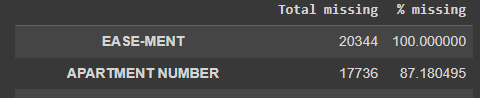 Total missing % missing
EASE-MENT 20344 100.000000
APARTMENT NUMBER 17736 87.180495